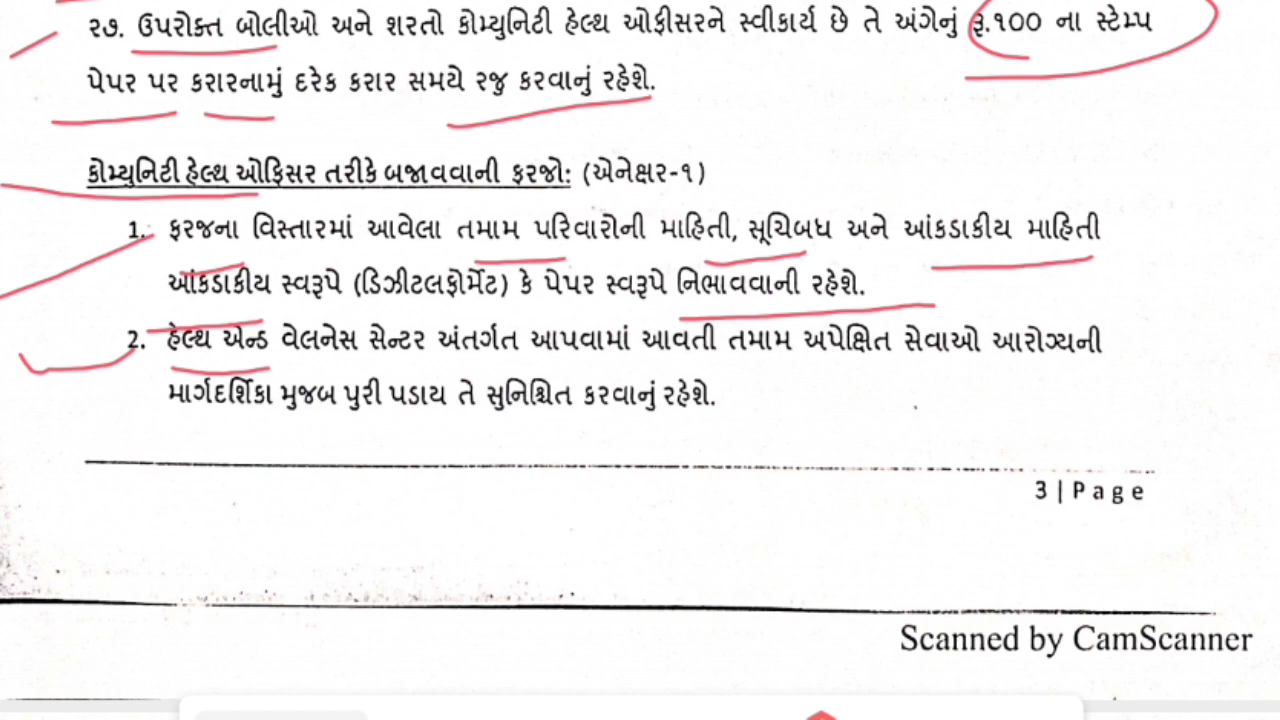 ૨૭. ઉપરોક્ત બોલીઓ અને શરતો કોમ્યુનિટી હેલ્થ ઓફીસરને સ્વીકાર્ય છે તે અંગેનું રૂ.૧૦૦ ના સ્ટેમ્પ
પેપર પર કરારનામું દરેક કરાર સમયે રજુ કરવાનું રહેશે.
કોમ્યુનિટી હેલ્થ ઓફિસર તરીકે બજાવવાની ફરજો: (એનેક્ષર-૧)
1. ફરજના વિસ્તારમાં આવેલા તમામ પરિવારોની માહિતી, સૂચિબધ અને આંકડાકીય માહિતી
આંકડાકીય સ્વરૂપે (ડિઝીટલફોર્મેટ) કે પેપર સ્વરૂપે નિભાવવાની રહેશે.
2. હેલ્થ એન્ડ વેલનેસ સેન્ટર અંતર્ગત આપવામાં આવતી તમામ અપેક્ષિત સેવાઓ આરોગ્યની
માર્ગદર્શિકા મુજબ પુરી પડાય તે સુનિશ્ચિત કરવાનું રહેશે.
3 | P a g e
Scanned by CamScanner